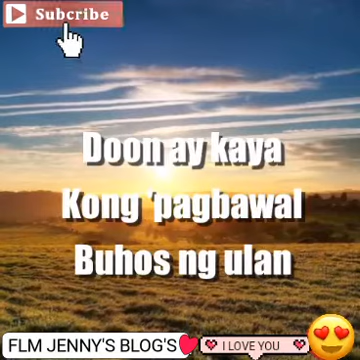 Subcribe
Doon ay kaya
Kong 'pagbawal
Buhos ng ulan
FLM JENNY'S BLOG'S
I LOVE YOU